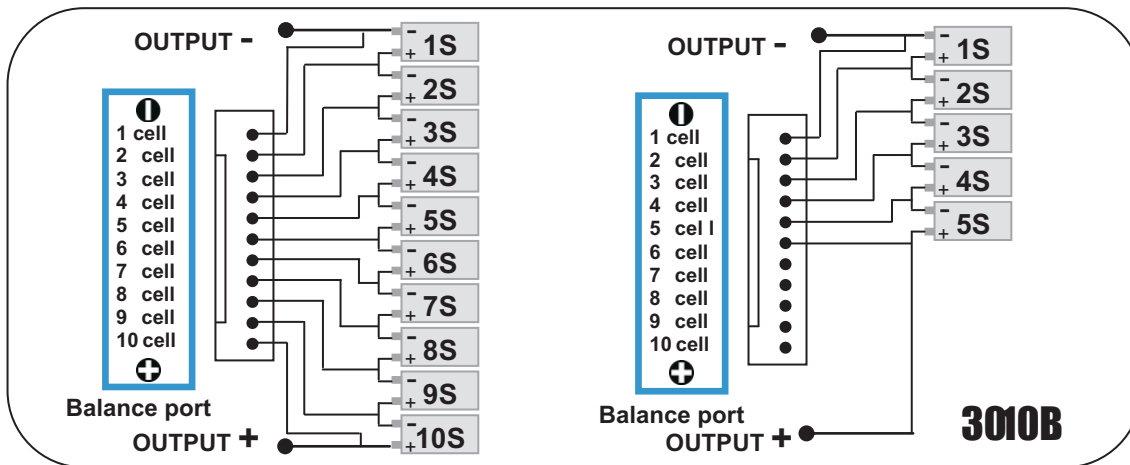 OUTPUT -
- + 1S
- + 2S
- + 3S
- + 4S
- + 5S
- + 6S
- + 7S
- + 8S
- + 9S
- + 10S
1 cell
2 cell
3 cell
4 cell
5 cell
6 cell
7 cell
8 cell
9 cell
10 cell
Balance port
OUTPUT +
OUTPUT -
- + 1S
- + 2S
- + 3S
- + 4S
- + 5S
1 cell
2 cell
3 cell
4 cell
5 cel l
6 cell
7 cell
8 cell
9 cell
10 cell
Balance port
OUTPUT +
3010B